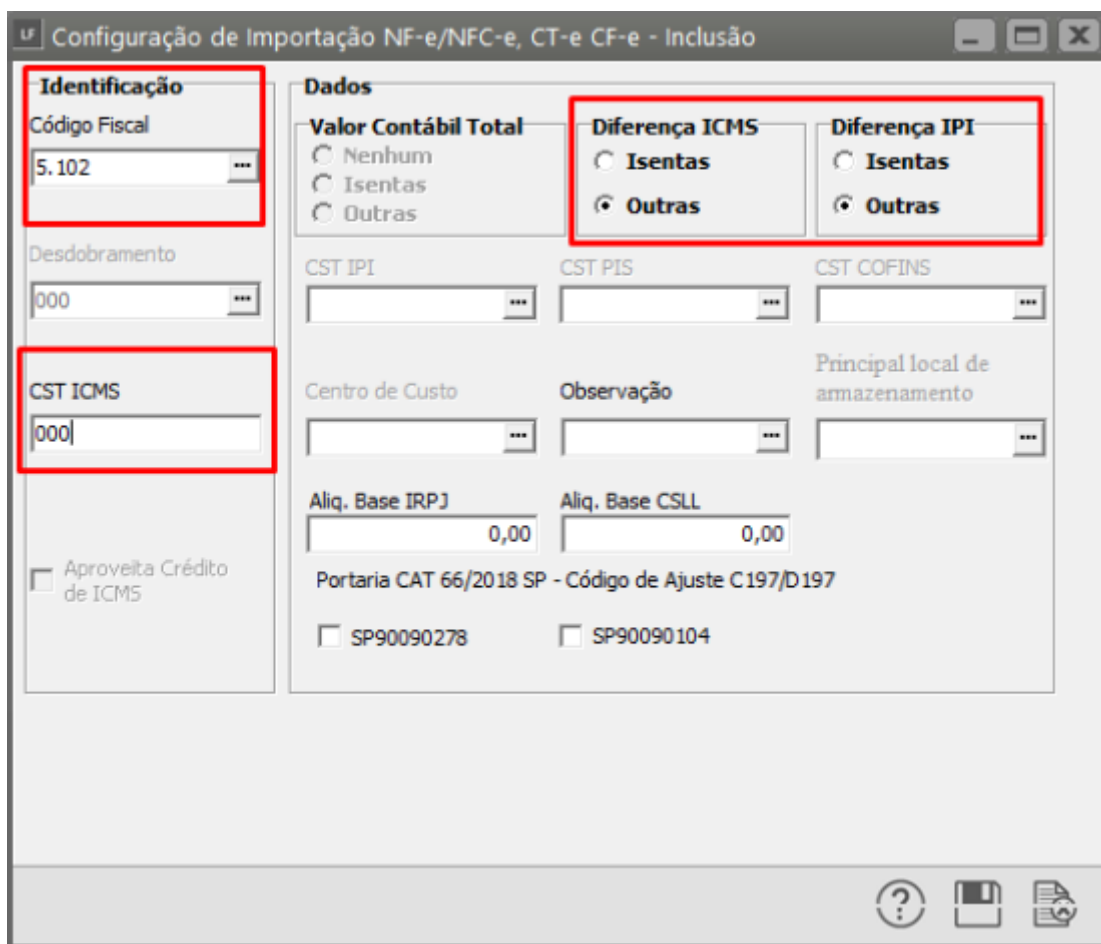 LF Configuração de Importação NF-e/NFC-e, CT-e CF-e - Inclusão
Identificação
Código Fiscal
5.102
Desdobramento
000
CST ICMS
000
Aproveita Crédito
de ICMS
Dados
Valor Contábil Total
Nenhum
Isentas
Outras
Diferença ICMS
Isentas
Outras
Diferença IPI
Isentas
Outras
CST IPI
CST PIS
CST COFINS
Centro de Custo
Observação
Principal local de
armazenamento
Aliq. Base IRPJ
0,00
Aliq. Base CSLL
0,00
Portaria CAT 66/2018 SP - Código de Ajuste C197/D197
SP90090278
SP90090104